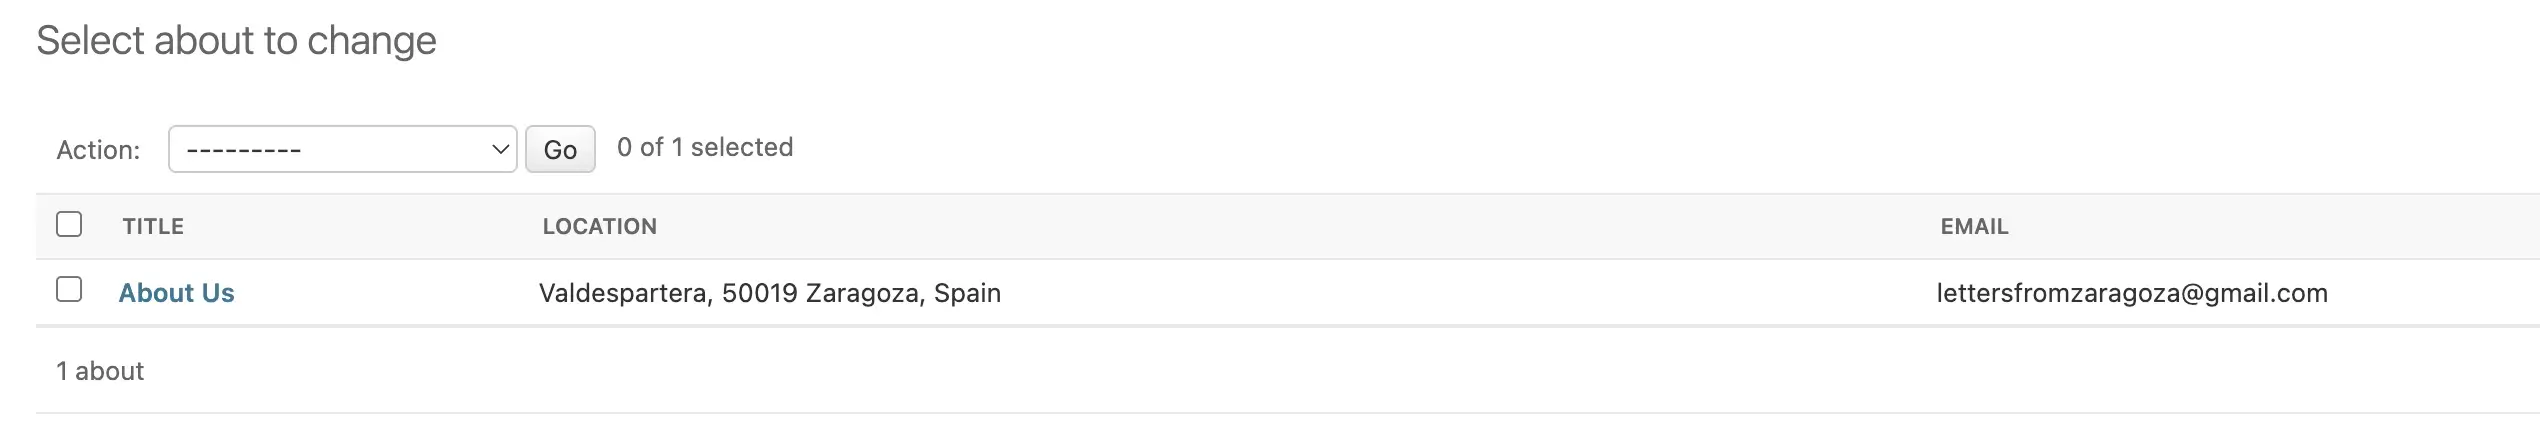 Select about to change
Action: --------- Go 0 of 1 selected
TITLE LOCATION EMAIL
About Us Valdespartera, 50019 Zaragoza, Spain lettersfromzaragoza@gmail.com
1 about